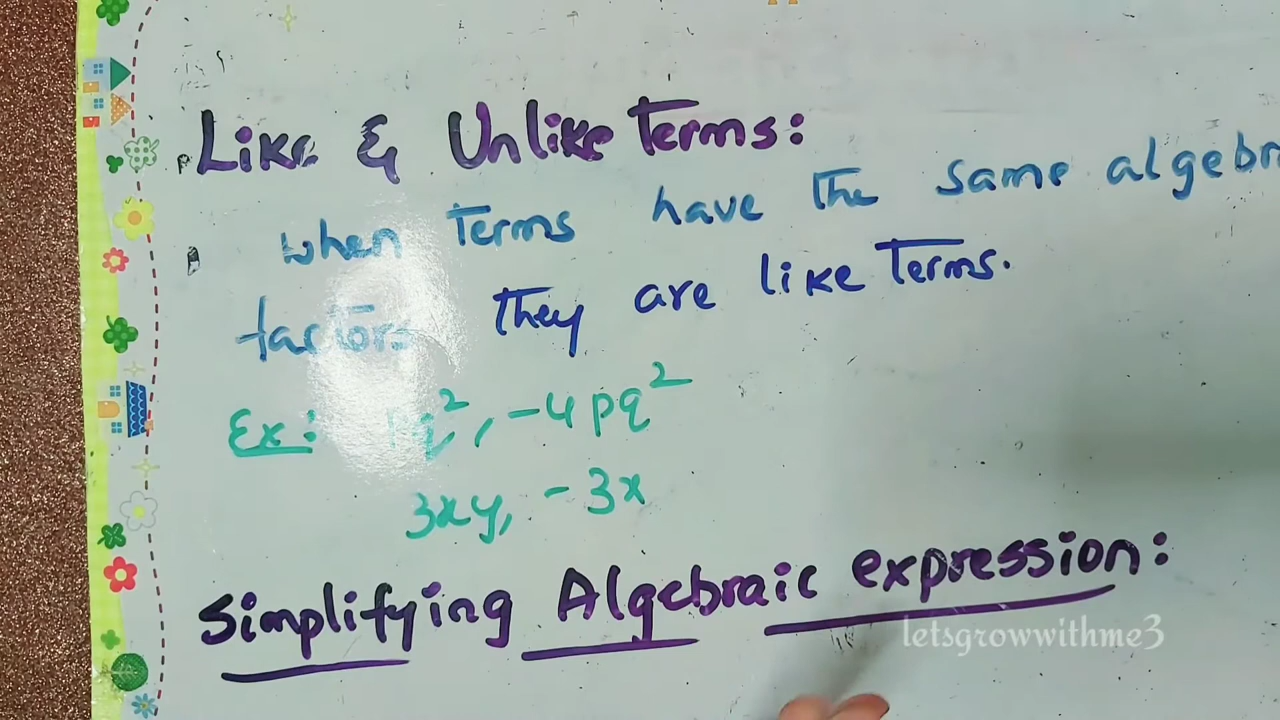 Like & Unlike Terms:
when terms have the same algebr
factors they are like Terms.
Ex: pq², -4pq²
3xy, -3x
Simplifying Algebraic expression:
letsgrowwithme3